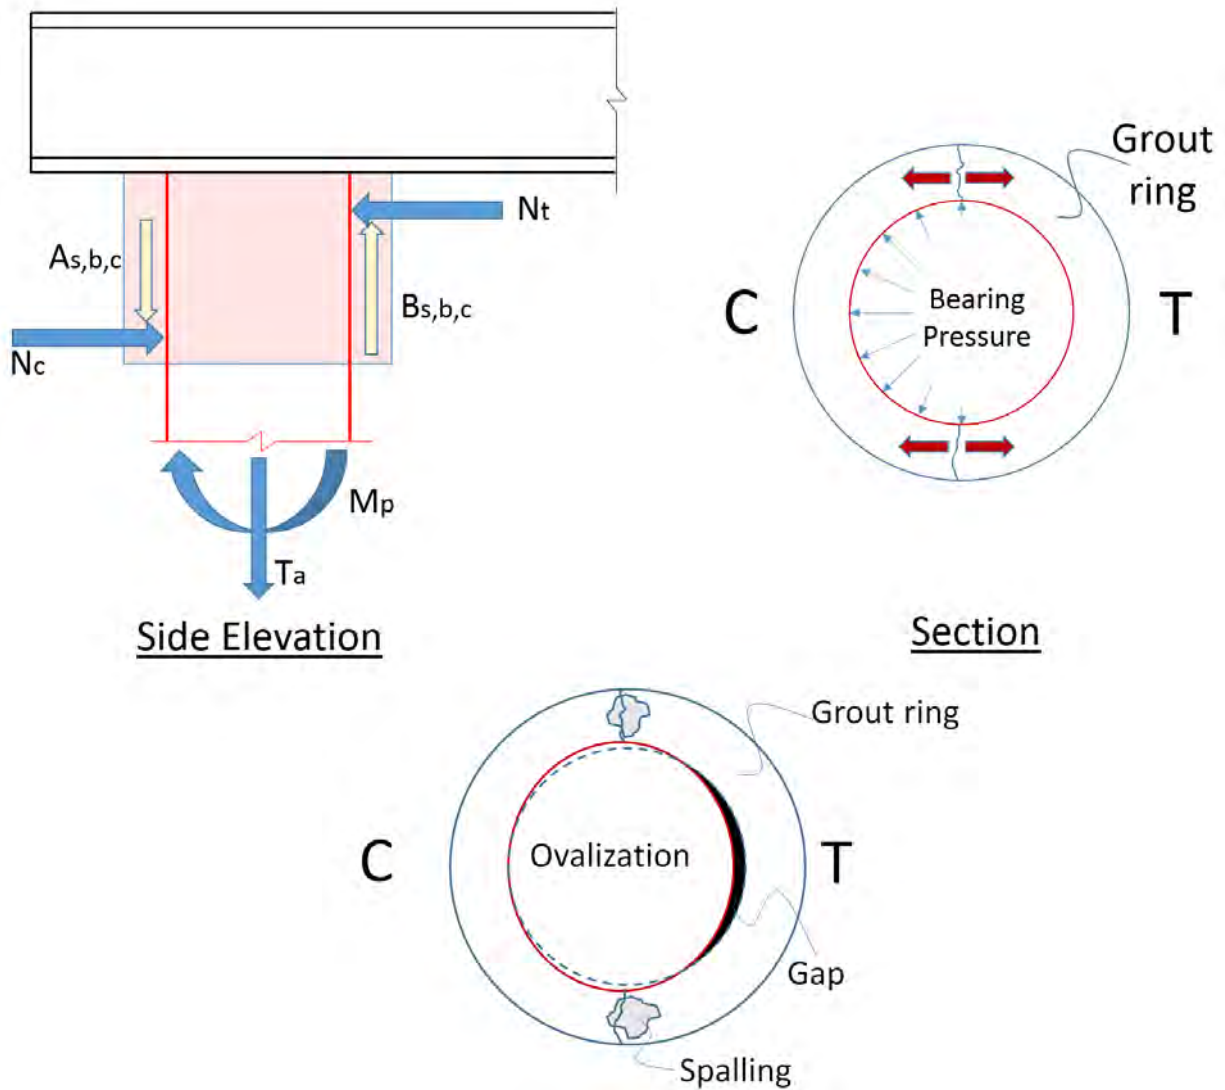 Nt
As,b,c
Bs,b,c
Nc
Mp
Ta
Side Elevation
Grout
ring
C
Bearing
Pressure
T
Section
Grout ring
C
Ovalization
T
Gap
Spalling